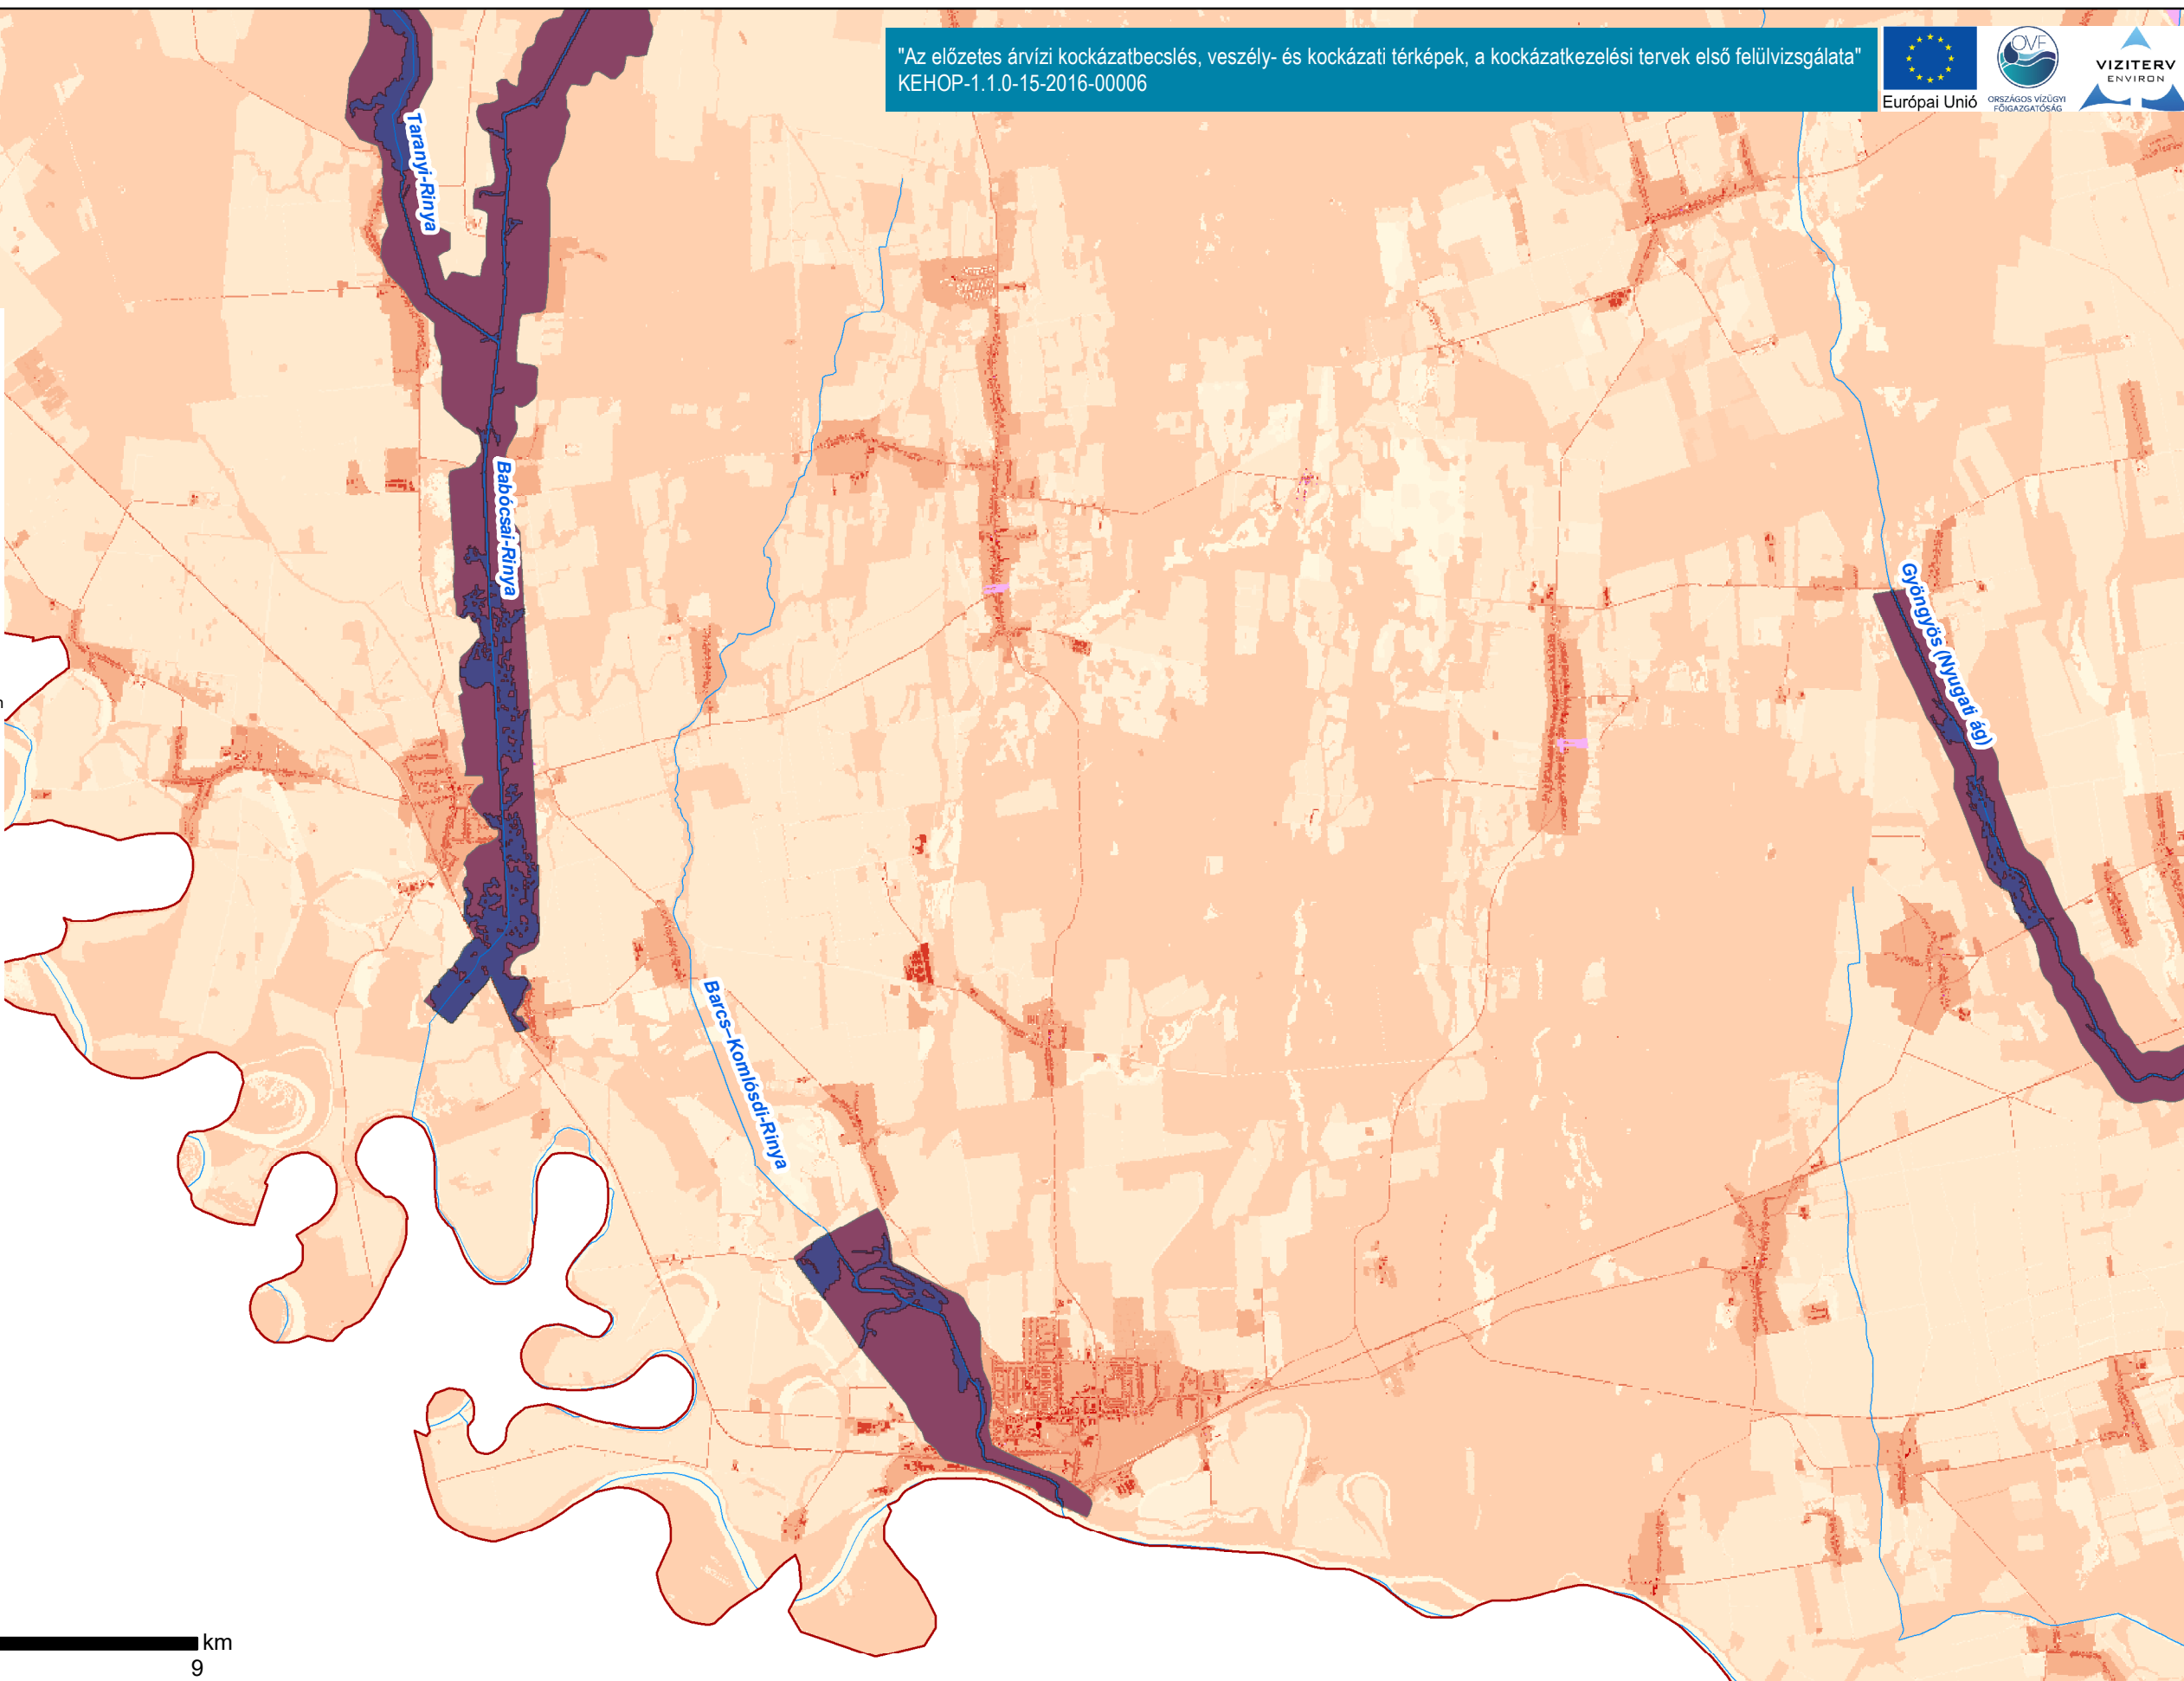 "Az előzetes árvízi kockázatbecslés, veszély- és kockázati térképek, a kockázatkezelési tervek első felülvizsgálata"
KEHOP-1.1.0-15-2016-00006
Európai Unió
OVF
ORSZÁGOS VÍZÜGYI
FŐIGAZGATÓSÁG
VIZITERV
ENVIRON
Taranyi-Rinya
Babócsai-Rinya
Gyöngyös (Nyugati ág)
Barcs–Komlósdi-Rinya
km
9